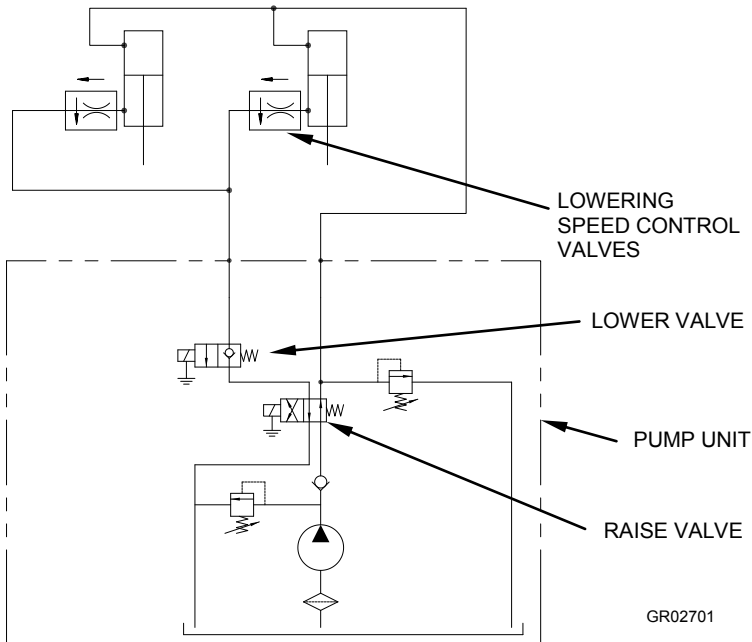 LOWERING
SPEED CONTROL
VALVES
LOWER VALVE
PUMP UNIT
RAISE VALVE
GR02701